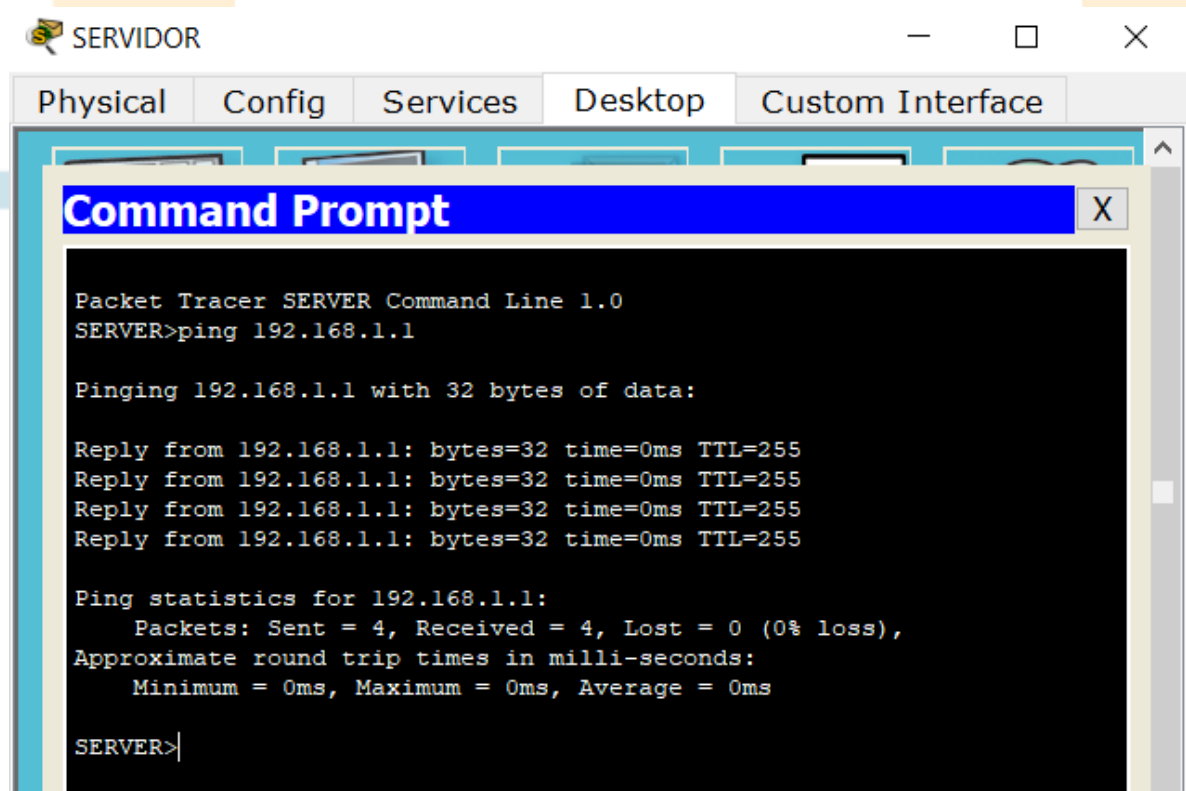 SERVIDOR
Physical Config Services Desktop Custom Interface
Command Prompt X
Packet Tracer SERVER Command Line 1.0
SERVER>ping 192.168.1.1
Pinging 192.168.1.1 with 32 bytes of data:
Reply from 192.168.1.1: bytes=32 time=0ms TTL=255
Reply from 192.168.1.1: bytes=32 time=0ms TTL=255
Reply from 192.168.1.1: bytes=32 time=0ms TTL=255
Reply from 192.168.1.1: bytes=32 time=0ms TTL=255
Ping statistics for 192.168.1.1:
Packets: Sent = 4, Received = 4, Lost = 0 (0% loss),
Approximate round trip times in milli-seconds:
Minimum = 0ms, Maximum = 0ms, Average = 0ms
SERVER>